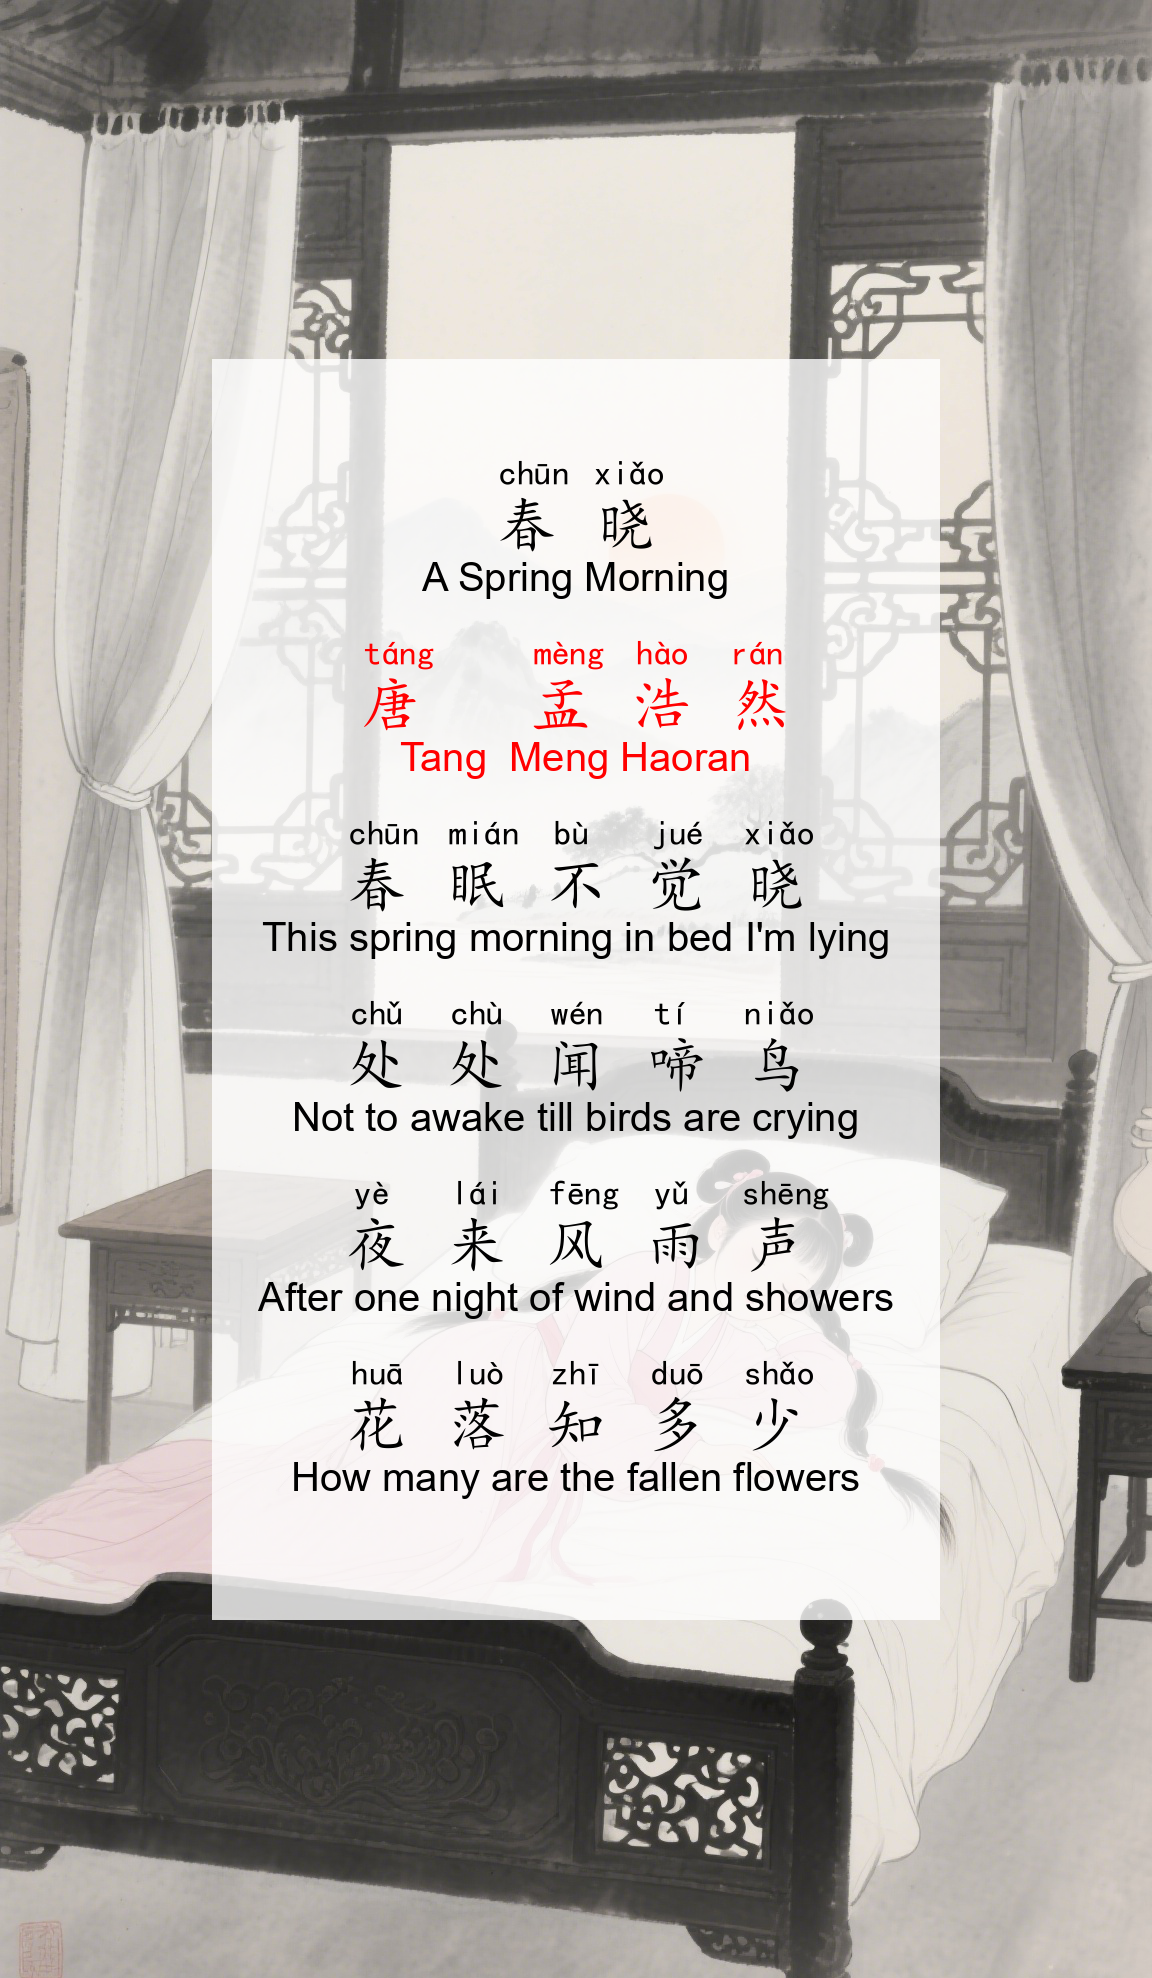 chūn xiǎo
春 晓
A Spring Morning
táng mèng hào rán
唐 孟 浩 然
Tang Meng Haoran
chūn mián bù jué xiǎo
春 眠 不 觉 晓
This spring morning in bed I'm lying
chǔ chù wén tí niǎo
处 处 闻 啼 鸟
Not to awake till birds are crying
yè lái fēng yǔ shēng
夜 来 风 雨 声
After one night of wind and showers
huā luò zhī duō shǎo
花 落 知 多 少
How many are the fallen flowers